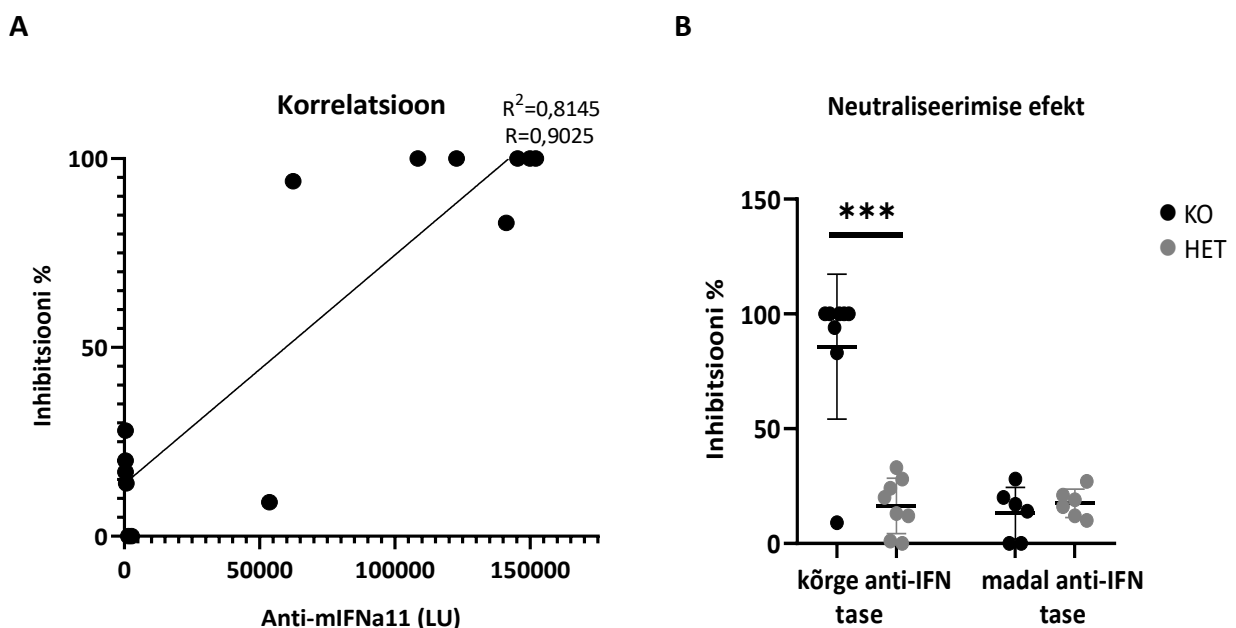 A
Korrelatsioon
R²=0,8145
R=0,9025
100
50
0
Inhibitsiooni %
0 50000 100000 150000
Anti-mIFNa11 (LU)
B
Neutraliseerimise efekt
150
100
50
0
Inhibitsiooni %
***
KO
HET
kõrge anti-IFN
tase
madal anti-IFN
tase